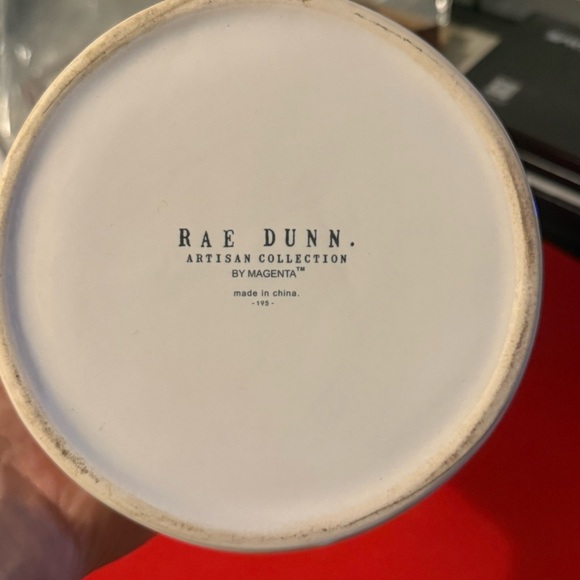 RAE DUNN.
ARTISAN COLLECTION
BY MAGENTA™
made in china.
- 195 -